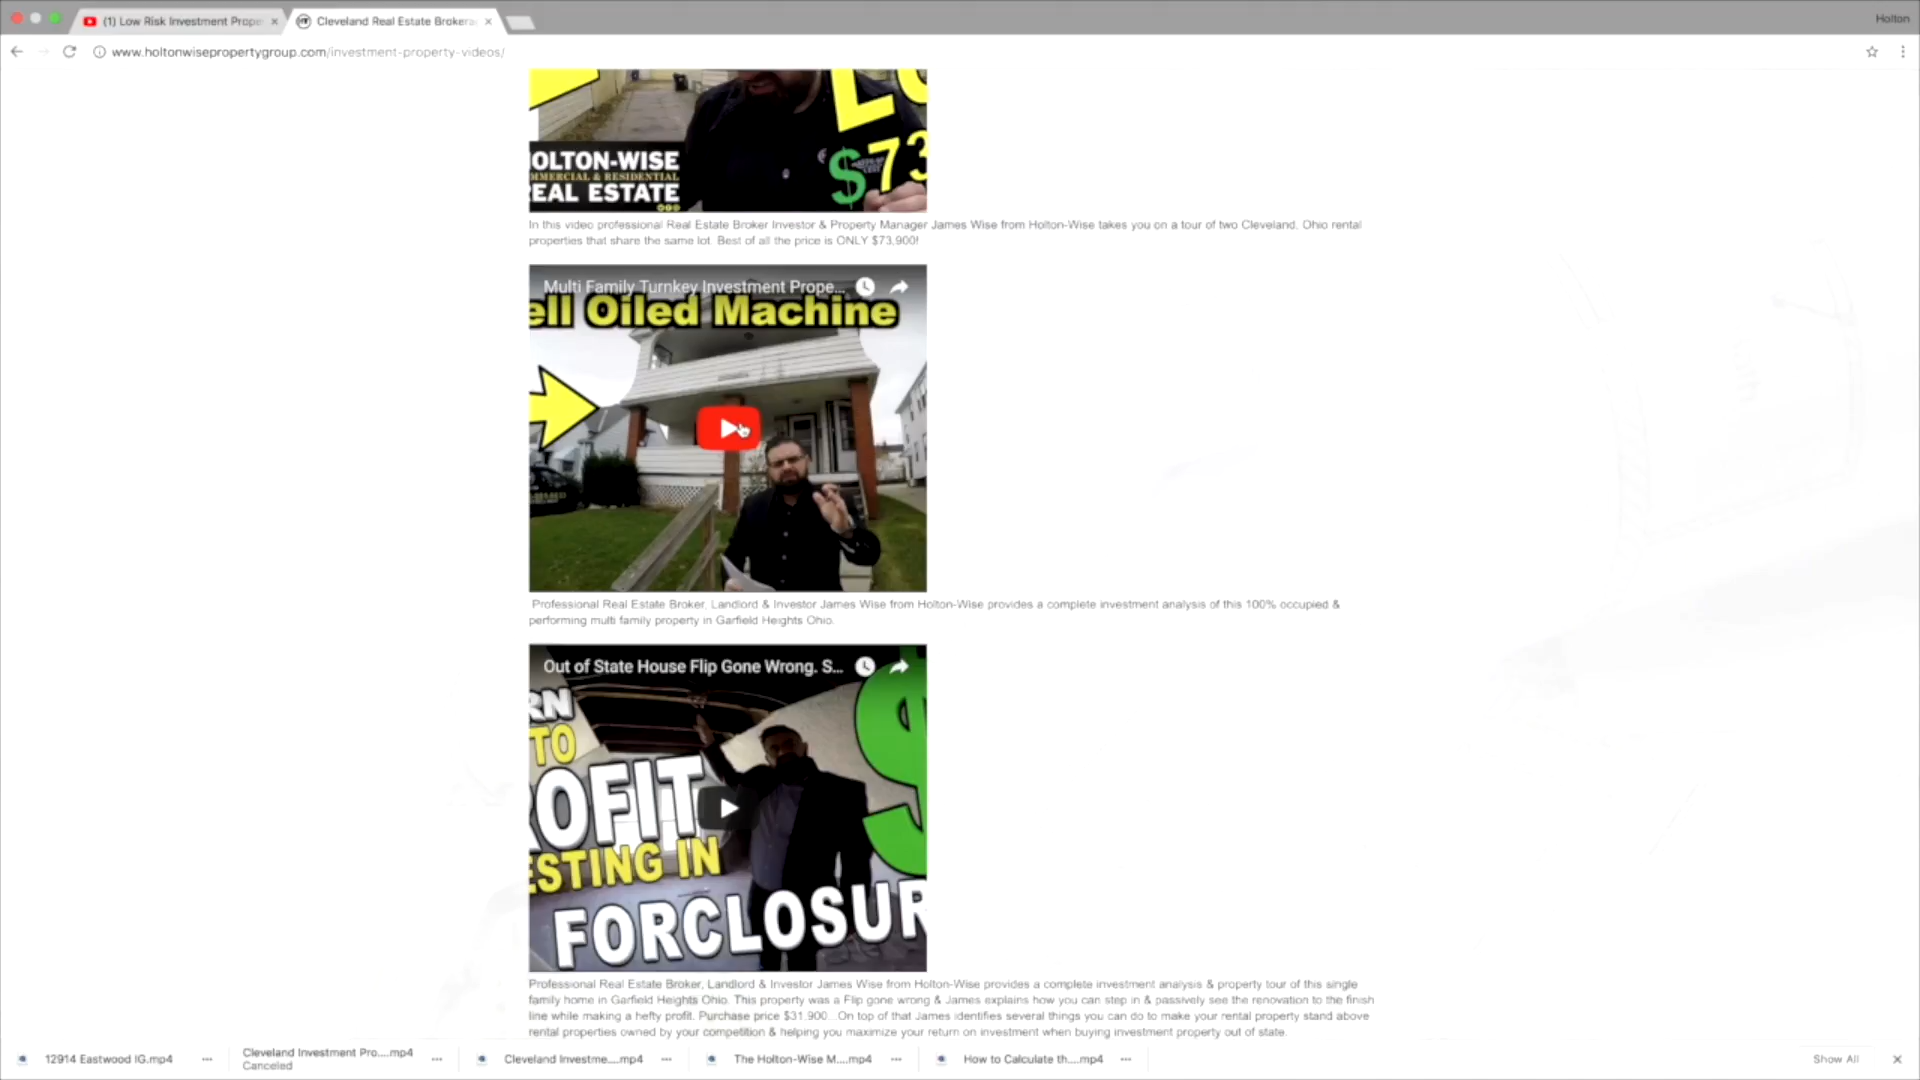 Holton
(1) Low Risk Investment Prope
Cleveland Real Estate Brokera
www.holtonwisepropertygroup.com/investment-property-videos/
LO
$73
OLTON-WISE
MMERCIAL & RESIDENTIAL
REAL ESTATE
In this video professional Real Estate Broker Investor & Property Manager James Wise from Holton-Wise takes you on a tour of two Cleveland, Ohio rental
properties that share the same lot. Best of all the price is ONLY $73,900!
Multi Family Turnkey Investment Prope...
ell Oiled Machine
Professional Real Estate Broker, Landlord & Investor James Wise from Holton-Wise provides a complete investment analysis of this 100% occupied &
performing multi family property in Garfield Heights Ohio.
Out of State House Flip Gone Wrong. S...
RN
TO
ROFIT
ESTING IN
FORCLOSUR
Professional Real Estate Broker, Landlord & Investor James Wise from Holton-Wise provides a complete investment analysis & property tour of this single
family home in Garfield Heights Ohio. This property was a Flip gone wrong & James explains how you can step in & passively see the renovation to the finish
line while making a hefty profit. Purchase price $31,900...On top of that James identifies several things you can do to make your rental property stand above
rental properties owned by your competition & helping you maximize your return on investment when buying investment property out of state.
12914 Eastwood IG.mp4
Cleveland Investment Pro....mp4
Canceled
Cleveland Investme....mp4
The Holton-Wise M....mp4
How to Calculate th....mp4
Show All